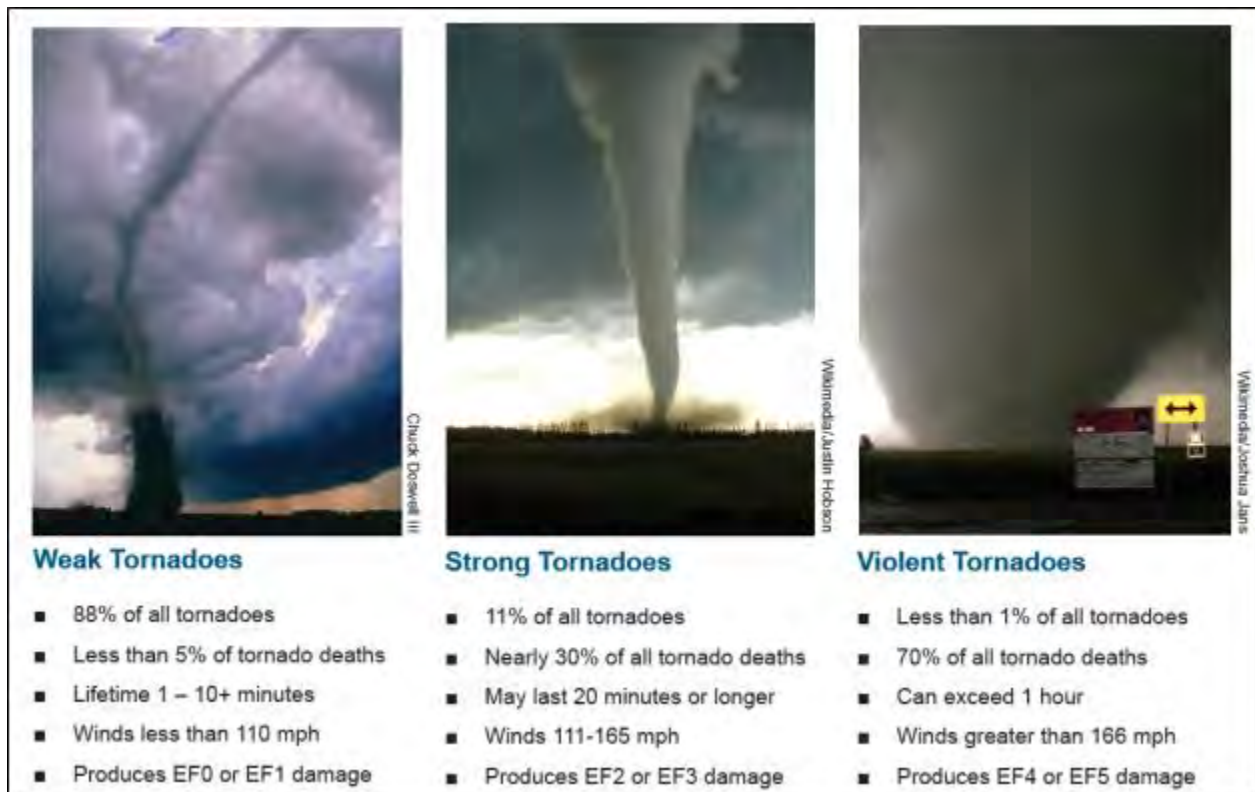 Chuck Doswell III
Wikimedia/Justin Hobson
Wikimedia/Joshua Jans
Weak Tornadoes
■ 88% of all tornadoes
■ Less than 5% of tornado deaths
■ Lifetime 1 – 10+ minutes
■ Winds less than 110 mph
■ Produces EF0 or EF1 damage
Strong Tornadoes
■ 11% of all tornadoes
■ Nearly 30% of all tornado deaths
■ May last 20 minutes or longer
■ Winds 111-165 mph
■ Produces EF2 or EF3 damage
Violent Tornadoes
■ Less than 1% of all tornadoes
■ 70% of all tornado deaths
■ Can exceed 1 hour
■ Winds greater than 166 mph
■ Produces EF4 or EF5 damage